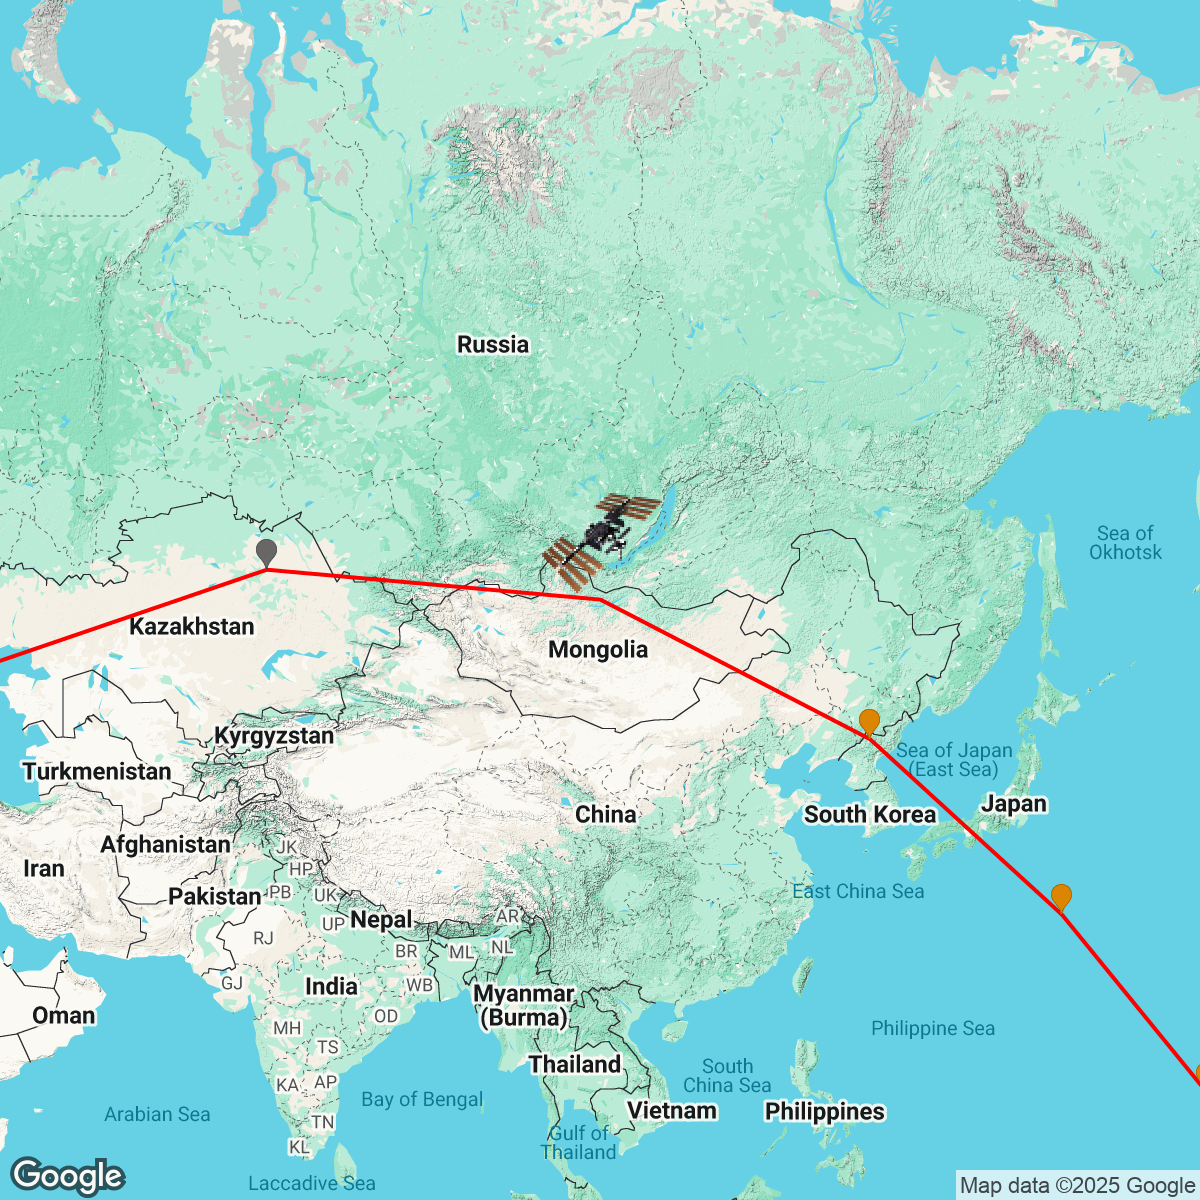 Russia
Sea of
Okhotsk
Kazakhstan
Mongolia
Kyrgyzstan
Sea of Japan
(East Sea)
Turkmenistan
Japan
China
South Korea
Afghanistan
JK
Iran
HP
Pakistan
PB
UK
East China Sea
Nepal
AR
UP
RJ
BR
ML
NL
GJ
India
WB
Myanmar
(Burma)
Oman
OD
MH
Philippine Sea
TS
Thailand
South
China Sea
KA
AP
Bay of Bengal
Arabian Sea
Vietnam
Philippines
TN
Gulf of
Thailand
KL
Laccadive Sea
Google
Map data ©2025 Google